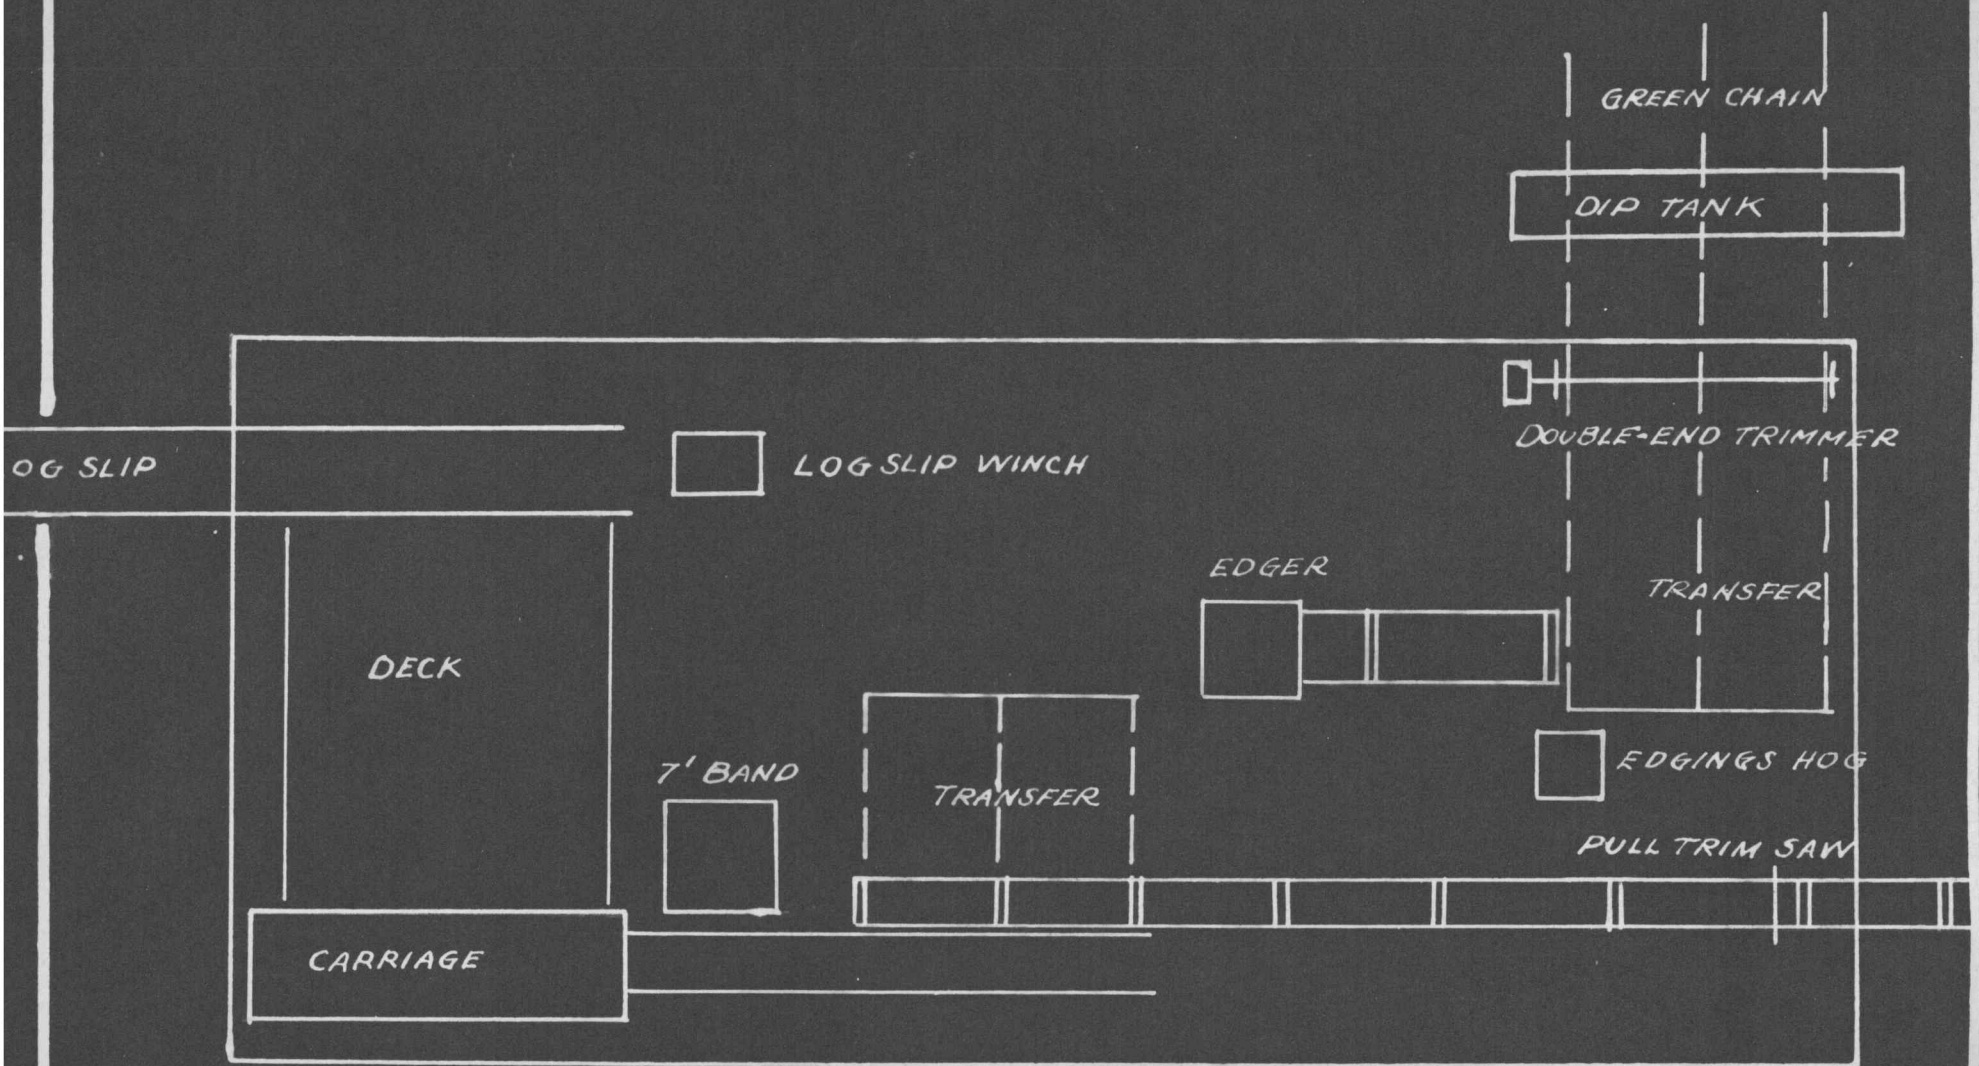 GREEN CHAIN
DIP TANK
DOUBLE-END TRIMMER
OG SLIP
LOG SLIP WINCH
EDGER
TRANSFER
DECK
EDGINGS HOG
7' BAND
TRANSFER
PULL TRIM SAW
CARRIAGE